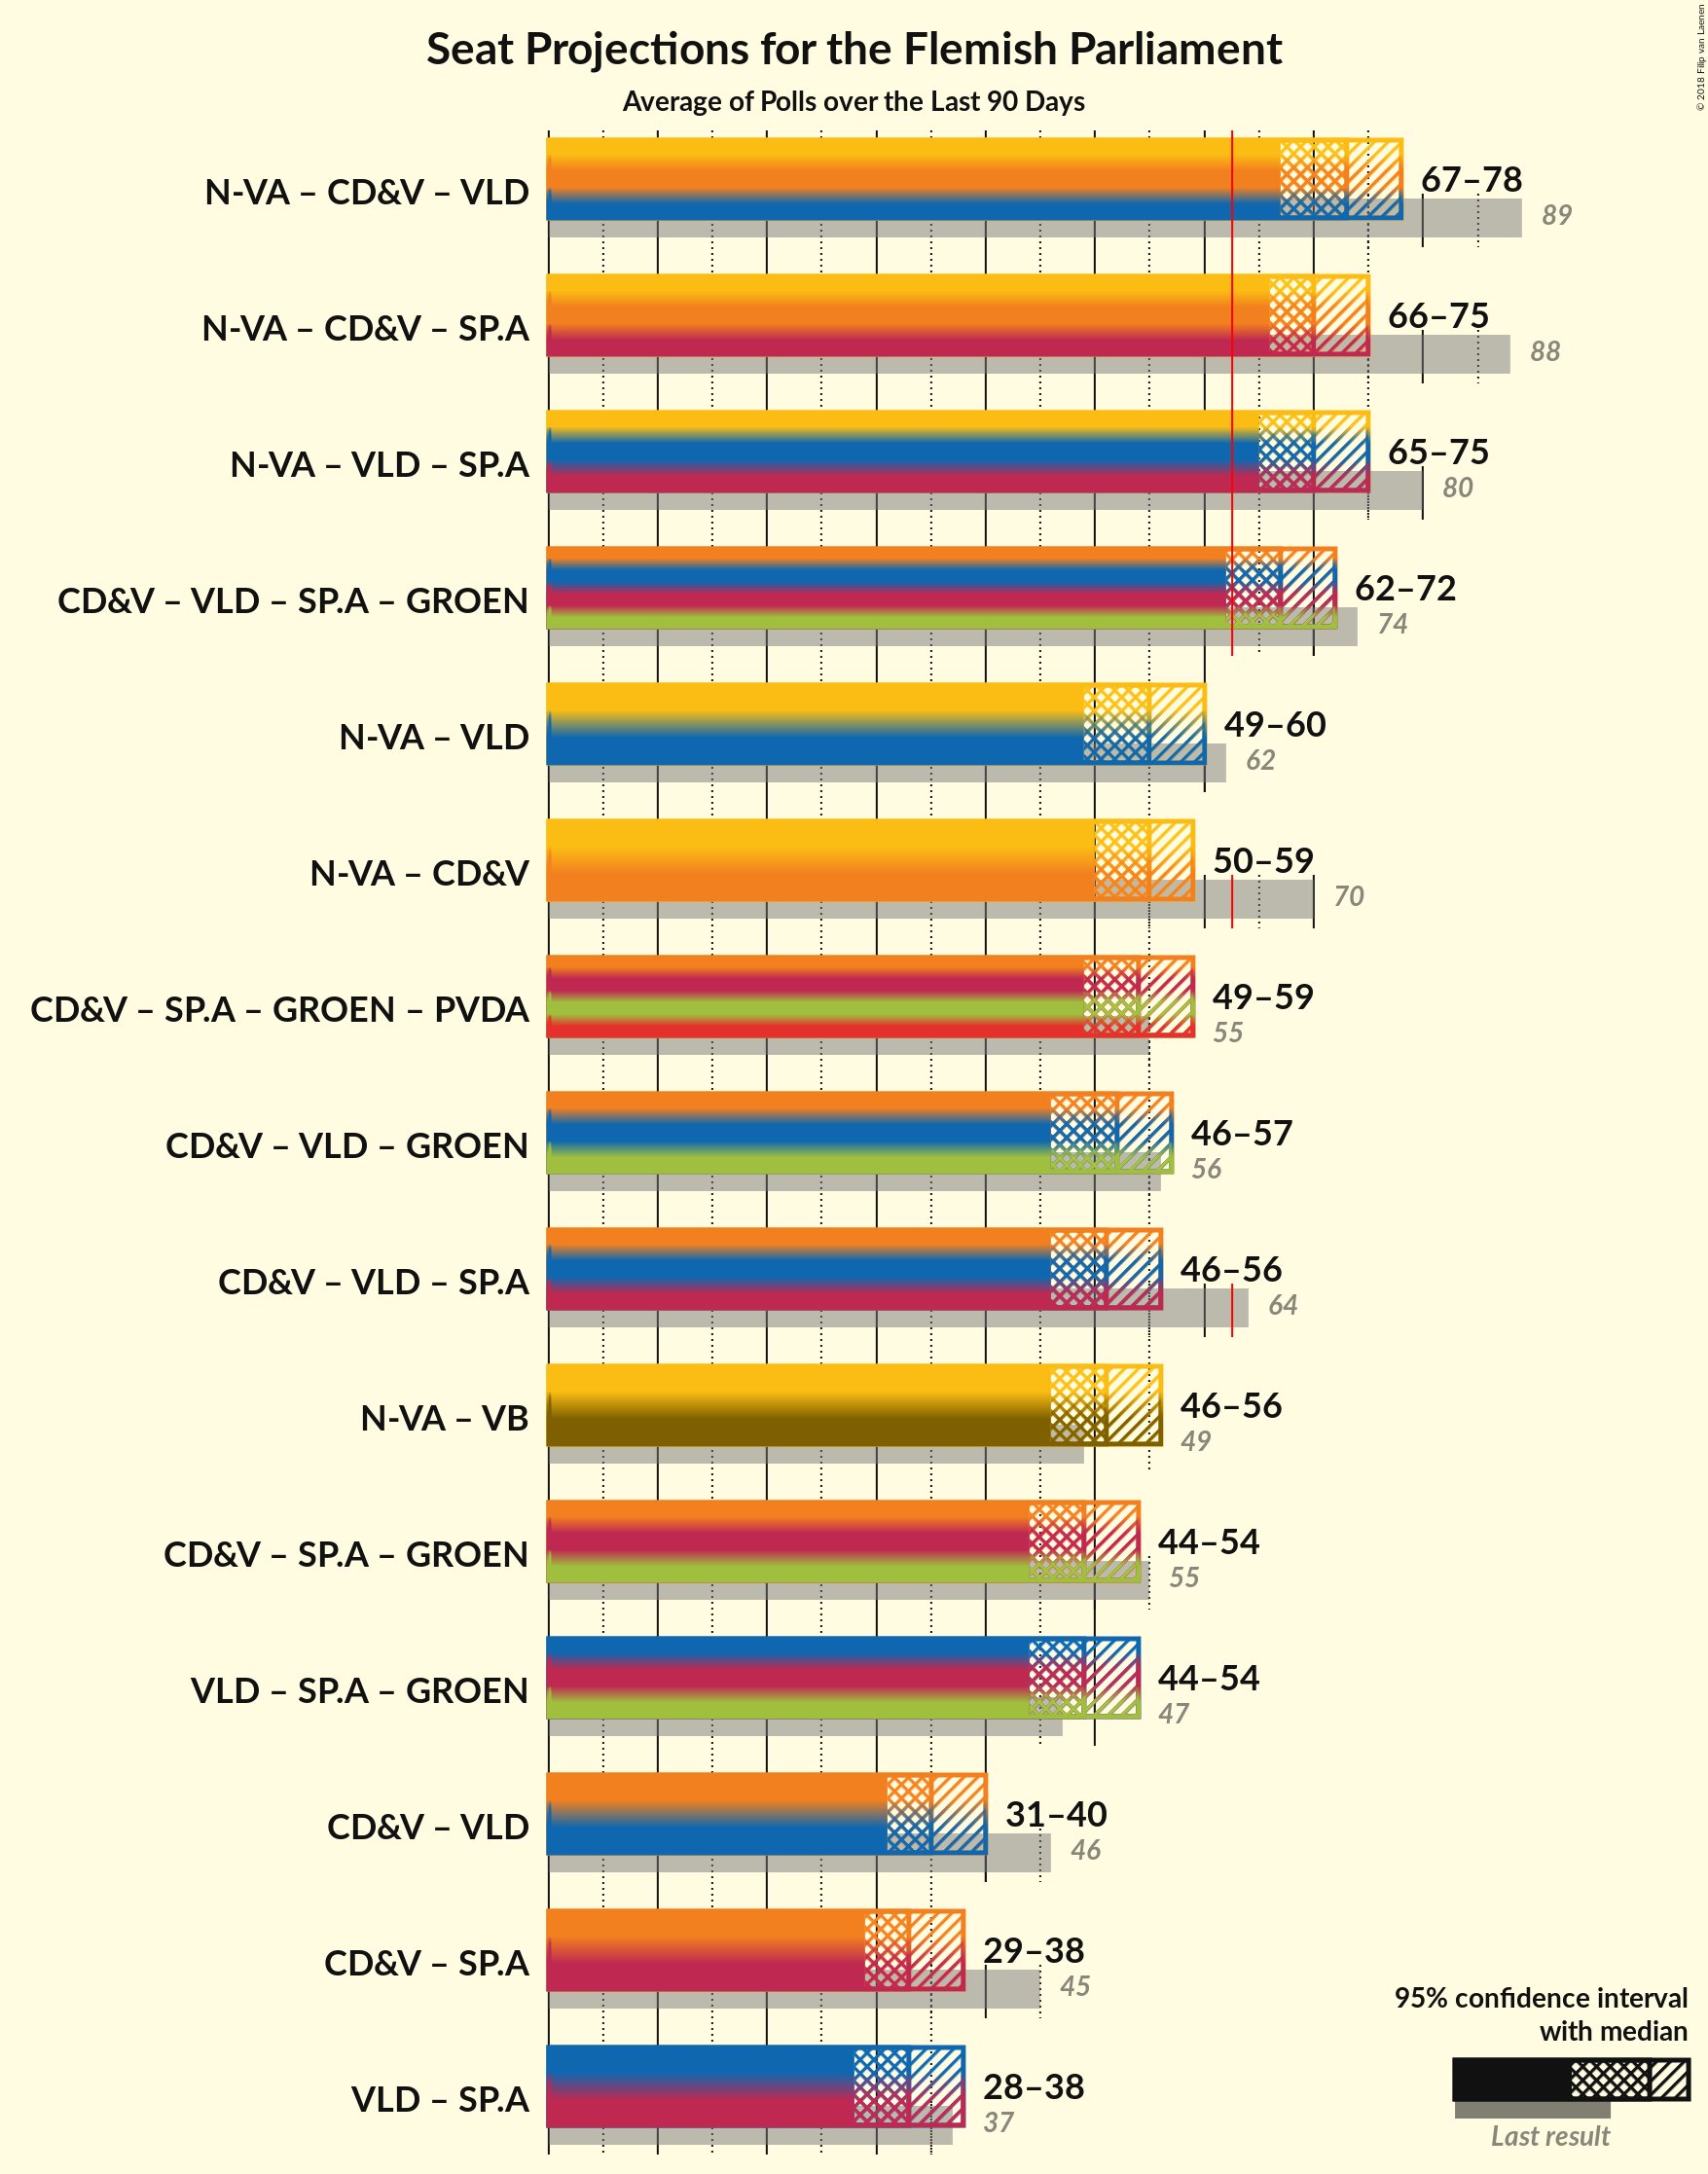 Seat Projections for the Flemish Parliament
Average of Polls over the Last 90 Days
© 2018 Filip van Laenen
N-VA – CD&V – VLD
67–78
89
N-VA – CD&V – SP.A
66–75
88
N-VA – VLD – SP.A
65–75
80
CD&V – VLD – SP.A – GROEN
62–72
74
N-VA – VLD
49–60
62
N-VA – CD&V
50–59
70
CD&V – SP.A – GROEN – PVDA
49–59
55
CD&V – VLD – GROEN
46–57
56
CD&V – VLD – SP.A
46–56
64
N-VA – VB
46–56
49
CD&V – SP.A – GROEN
44–54
55
VLD – SP.A – GROEN
44–54
47
CD&V – VLD
31–40
46
CD&V – SP.A
29–38
45
VLD – SP.A
28–38
37
95% confidence interval
with median
Last result